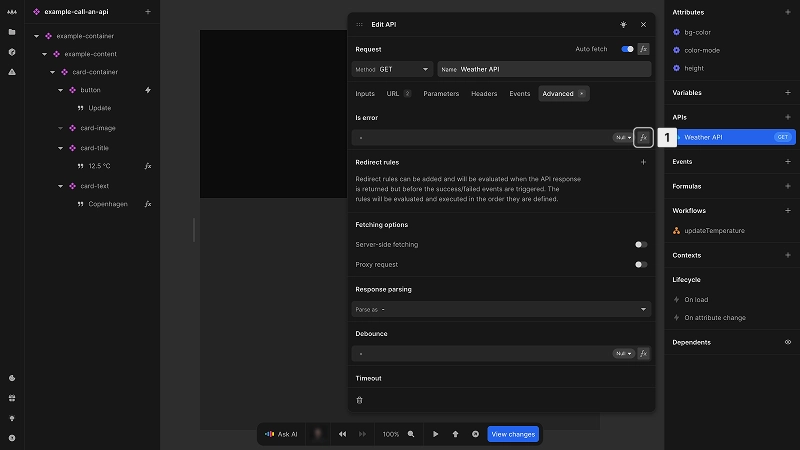 example-call-an-api
example-container
example-content
card-container
button
Update
card-image
card-title
12.5 °C
fx
card-text
Copenhagen
fx
Edit API
Request
Auto fetch
fx
Method GET
Name Weather API
Inputs
URL 2
Parameters
Headers
Events
Advanced
Is error
-
Null
fx
1
Redirect rules
Redirect rules can be added and will be evaluated when the API response
is returned but before the success/failed events are triggered. The
rules will be evaluated and executed in the order they are defined.
Fetching options
Server-side fetching
Proxy request
Response parsing
Parse as -
Debounce
-
Null
fx
Timeout
Ask AI
100%
View changes
Attributes
bg-color
color-mode
height
Variables
APIs
Weather API
GET
Events
Formulas
Workflows
updateTemperature
Contexts
Lifecycle
On load
On attribute change
Dependents